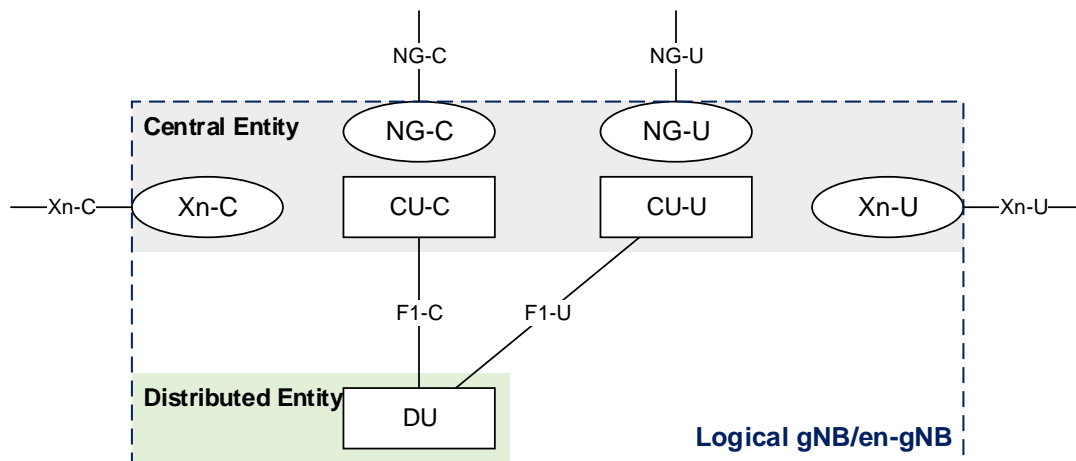 NG-C
NG-U
Central Entity
NG-C
NG-U
Xn-C
Xn-C
CU-C
CU-U
Xn-U
Xn-U
F1-C
F1-U
Distributed Entity
DU
Logical gNB/en-gNB